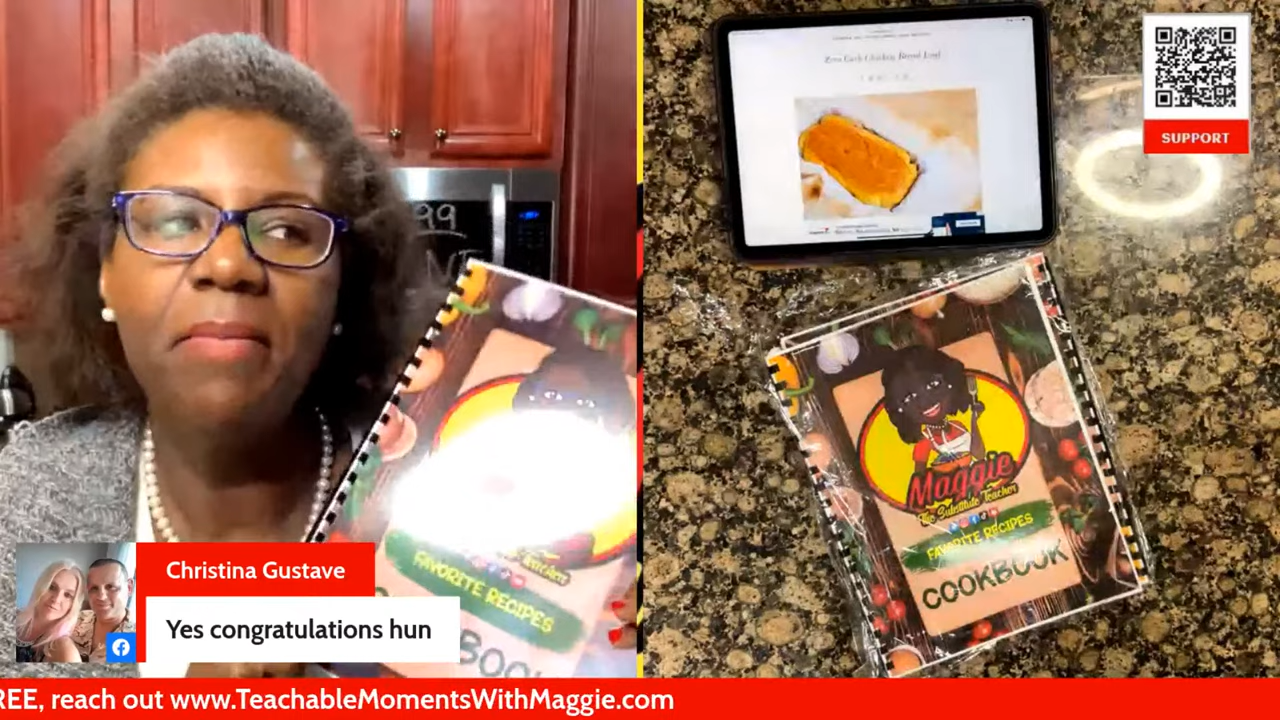 99
FAVORITE RECIPES
Zero Carb Chicken Bread Loaf
SUPPORT
Maggie
The Substitute Teacher
FAVORITE RECIPES
COOKBOOK
Christina Gustave
Yes congratulations hun
REE, reach out www.TeachableMomentsWithMaggie.com